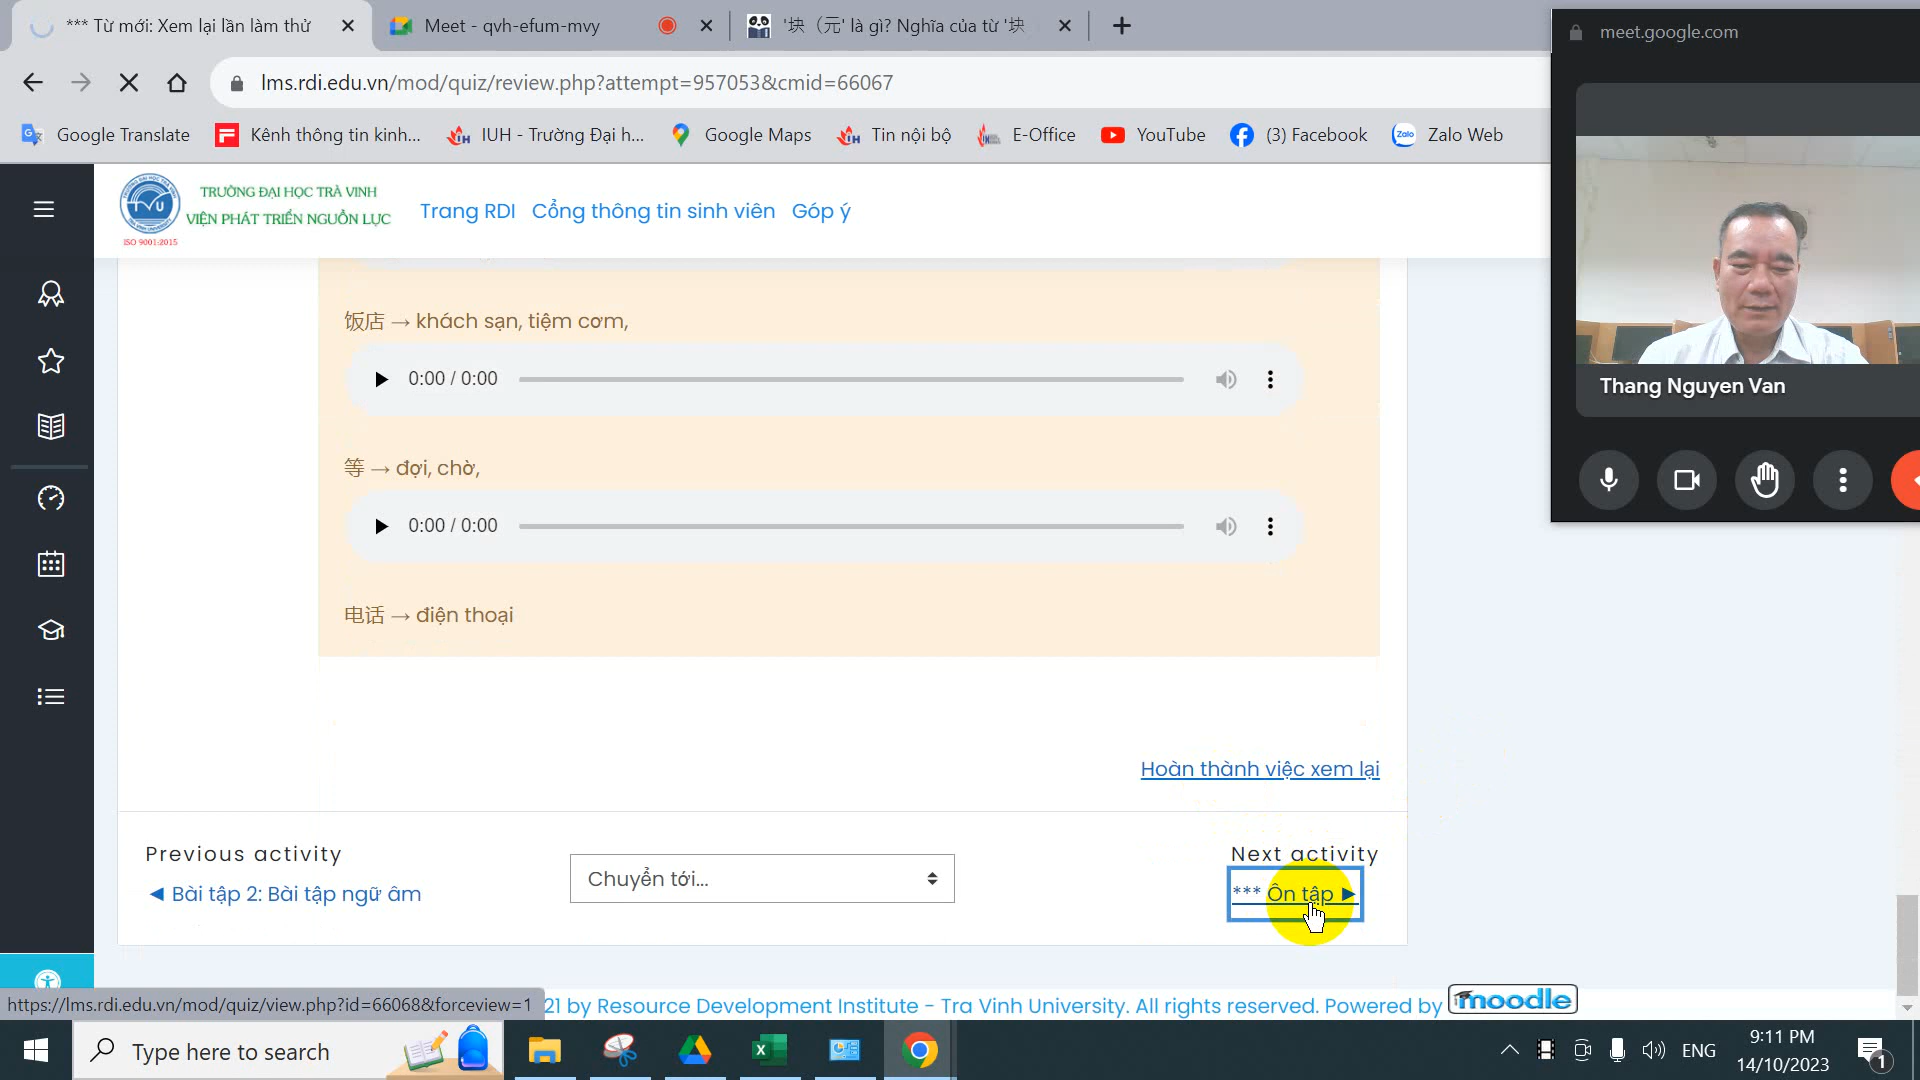 *** Từ mới: Xem lại lần làm thử
Meet - qvh-efum-mvy
'块（元' là gì? Nghĩa của từ '块
meet.google.com
lms.rdi.edu.vn/mod/quiz/review.php?attempt=957053&cmid=66067
Google Translate
Kênh thông tin kinh...
IUH - Trường Đại h...
Google Maps
Tin nội bộ
E-Office
YouTube
(3) Facebook
Zalo Web
TRƯỜNG ĐẠI HỌC TRÀ VINH
VIỆN PHÁT TRIỂN NGUỒN LỰC
ISO 9001:2015
Trang RDI
Cổng thông tin sinh viên
Góp ý
饭店 → khách sạn, tiệm cơm,
0:00 / 0:00
等 → đợi, chờ,
0:00 / 0:00
电话 → điện thoại
Thang Nguyen Van
Hoàn thành việc xem lại
Previous activity
◄ Bài tập 2: Bài tập ngữ âm
Chuyển tới...
Next activity
*** Ôn tập ►
https://lms.rdi.edu.vn/mod/quiz/view.php?id=66068&forceview=1
21 by Resource Development Institute - Tra Vinh University. All rights reserved. Powered by
moodle
Type here to search
ENG
9:11 PM
14/10/2023
1